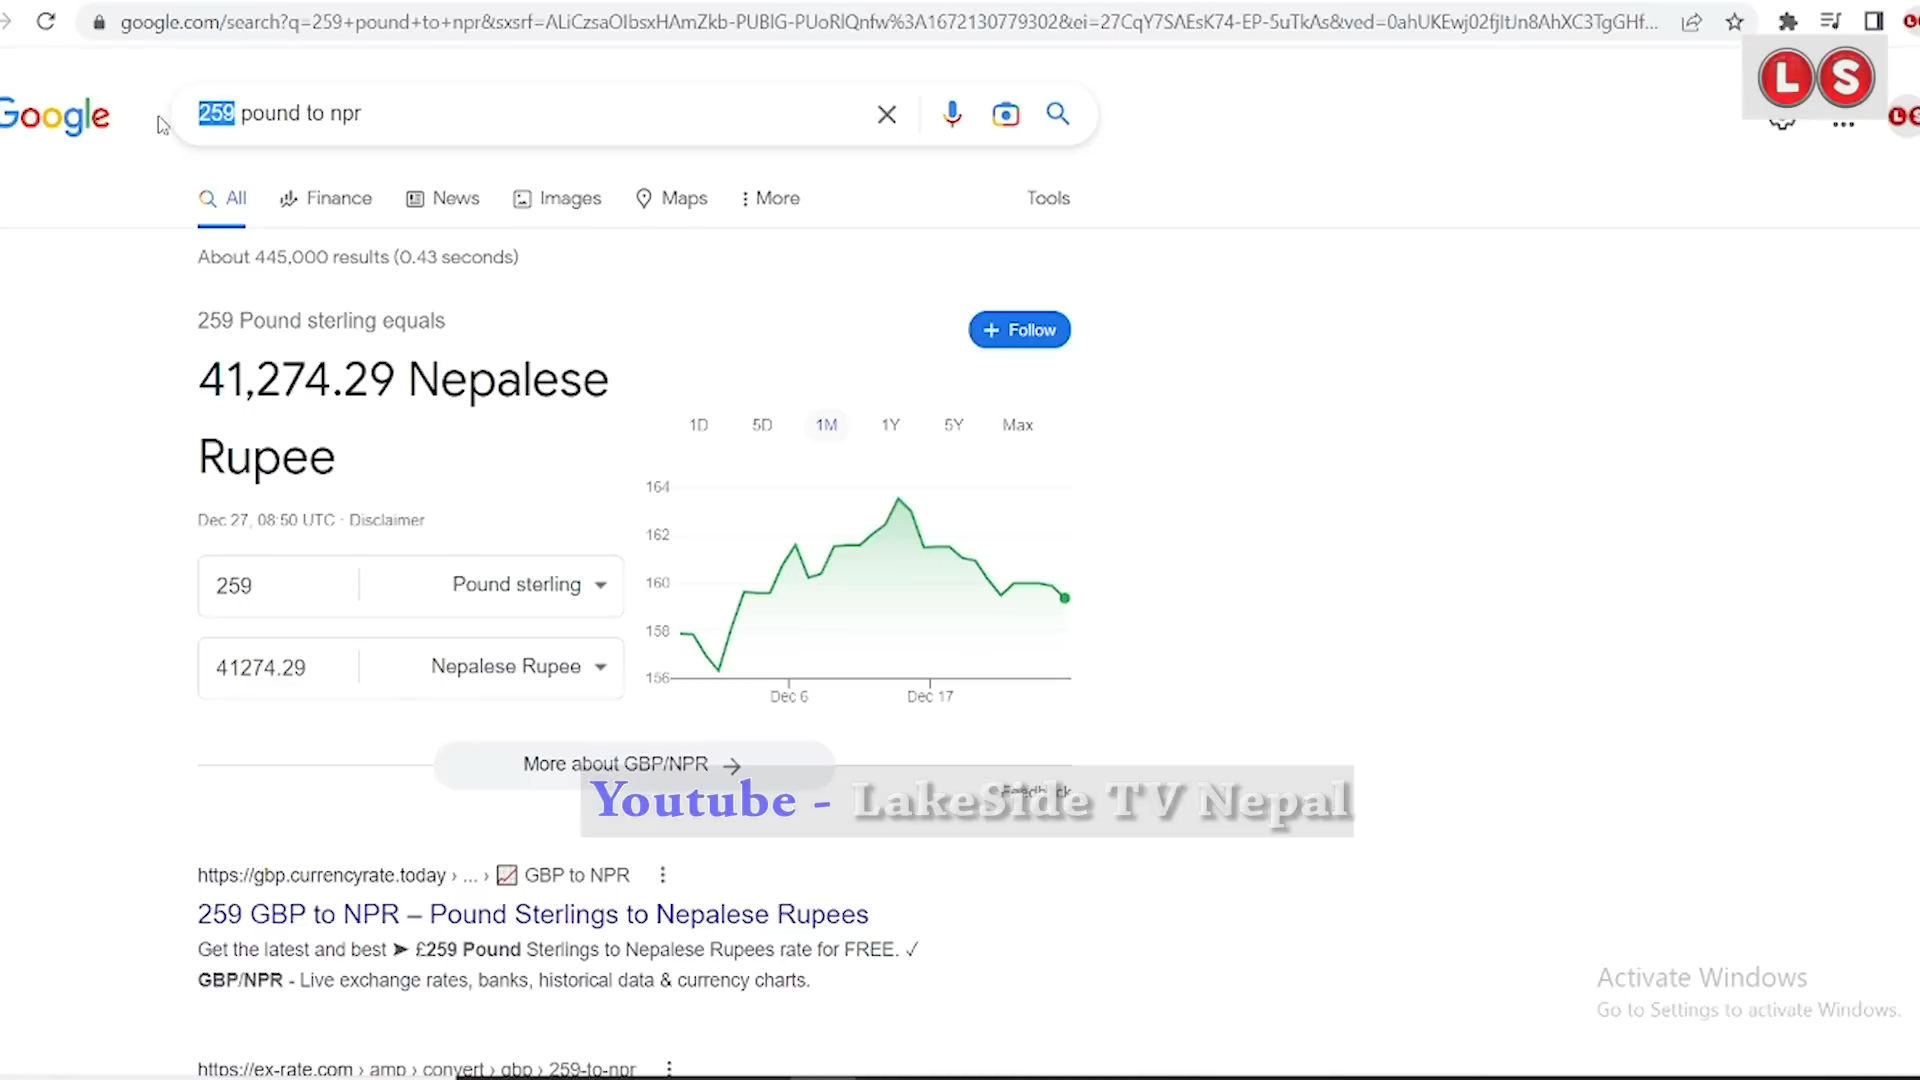 google.com/search?q=259+pound+to+npr&sxsrf=ALiCzsaOIbsxHAmZkb-PUBlG-PUoRlQnfw%3A1672130779302&ei=27CqY7SAEsK74-EP-5uTkAs&ved=0ahUKEwj02fjItJn8AhXC3TgGHf...
L S
Google
259 pound to npr
All Finance News Images Maps More Tools
About 445,000 results (0.43 seconds)
259 Pound sterling equals
+ Follow
41,274.29 Nepalese
Rupee
1D 5D 1M 1Y 5Y Max
Dec 27, 08:50 UTC · Disclaimer
259 Pound sterling
41274.29 Nepalese Rupee
164
162
160
158
156
Dec 6 Dec 17
More about GBP/NPR →
Feedback
Youtube - LakeSide TV Nepal
https://gbp.currencyrate.today › ... › GBP to NPR
259 GBP to NPR – Pound Sterlings to Nepalese Rupees
Get the latest and best ➤ £259 Pound Sterlings to Nepalese Rupees rate for FREE. ✓
GBP/NPR - Live exchange rates, banks, historical data & currency charts.
Activate Windows
Go to Settings to activate Windows.
https://ex-rate.com › amp › convert › gbp › 259-to-npr